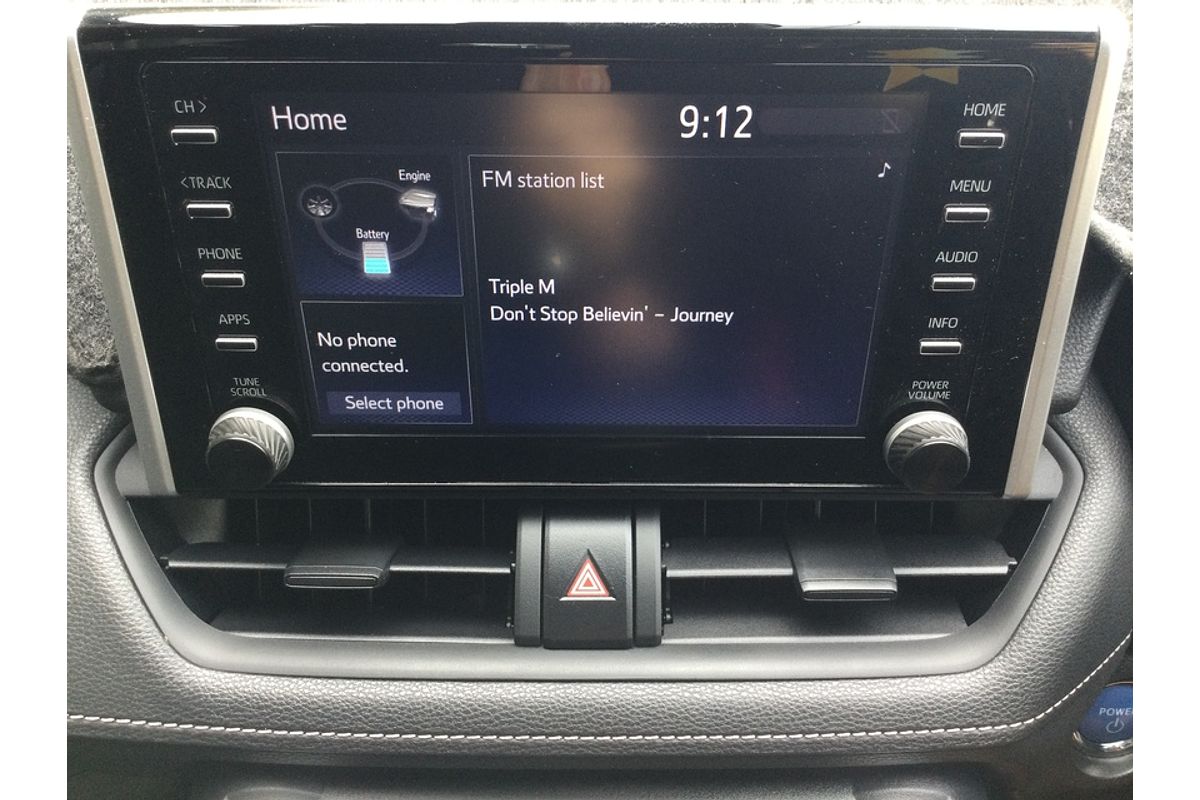 CH >
<TRACK
PHONE
APPS
TUNE
SCROLL
Home
9:12
Engine
Battery
No phone
connected.
Select phone
FM station list
Triple M
Don't Stop Believin' – Journey
HOME
MENU
AUDIO
INFO
POWER
VOLUME